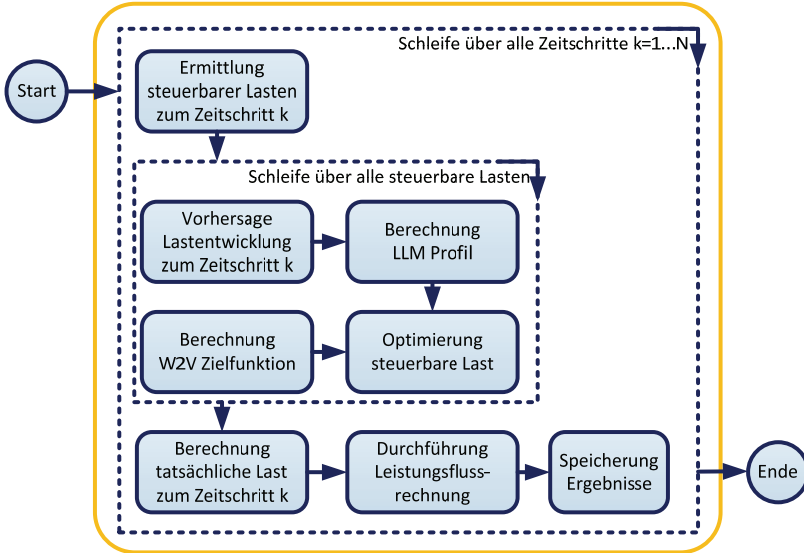 Schleife über alle Zeitschritte k=1...N
Start
Ermittlung
steuerbarer Lasten
zum Zeitschritt k
Schleife über alle steuerbare Lasten
Vorhersage
Lastentwicklung
zum Zeitschritt k
Berechnung
LLM Profil
Berechnung
W2V Zielfunktion
Optimierung
steuerbare Last
Berechnung
tatsächliche Last
zum Zeitschritt k
Durchführung
Leistungsfluss-
rechnung
Speicherung
Ergebnisse
Ende